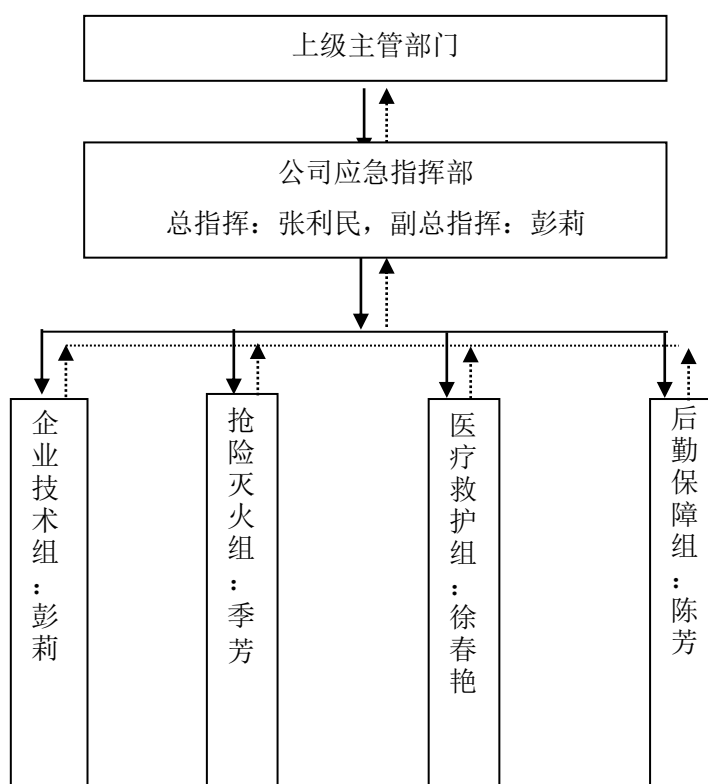 上级主管部门
公司应急指挥部
总指挥：张利民，副总指挥：彭莉
企业技术组：彭莉
抢险灭火组：季芳
医疗救护组：徐春艳
后勤保障组：陈芳